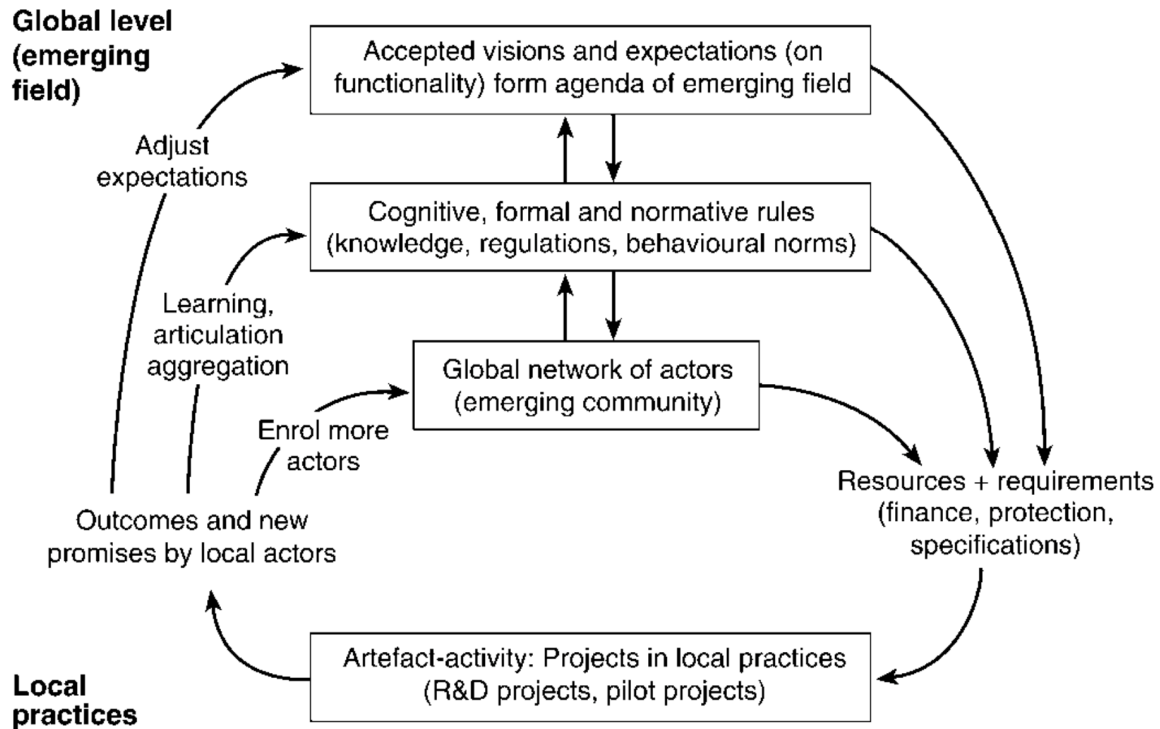 Global level
(emerging
field)
Accepted visions and expectations (on
functionality) form agenda of emerging field
Adjust
expectations
Cognitive, formal and normative rules
(knowledge, regulations, behavioural norms)
Learning,
articulation
aggregation
Global network of actors
(emerging community)
Enrol more
actors
Resources + requirements
(finance, protection,
specifications)
Outcomes and new
promises by local actors
Artefact-activity: Projects in local practices
(R&D projects, pilot projects)
Local
practices